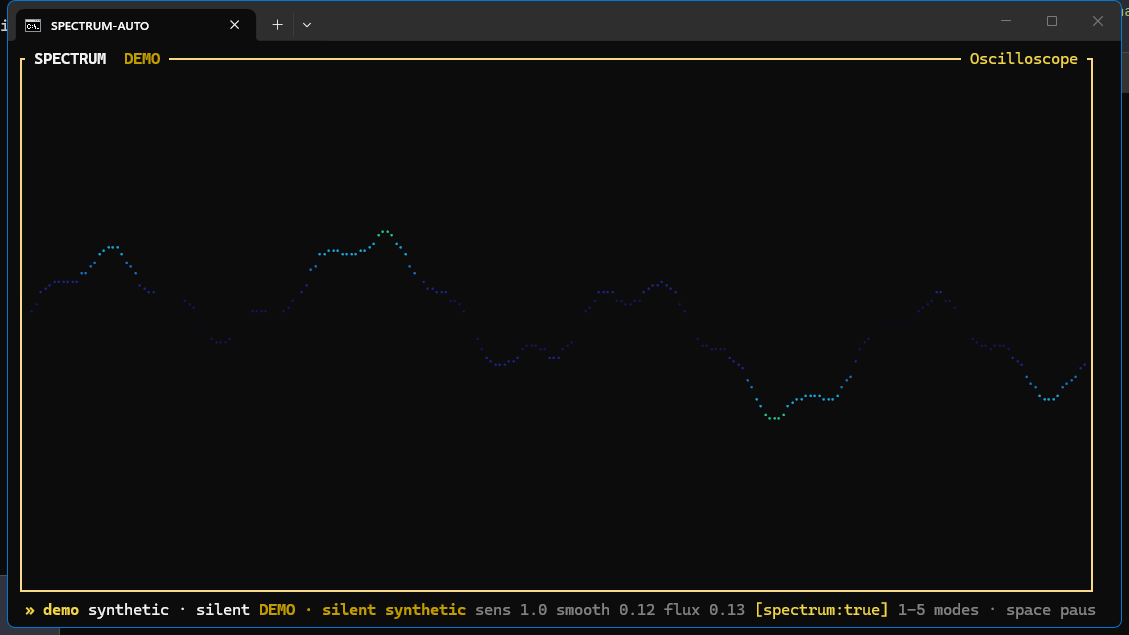 SPECTRUM-AUTO
SPECTRUM DEMO Oscilloscope
» demo synthetic · silent DEMO · silent synthetic sens 1.0 smooth 0.12 flux 0.13 [spectrum:true] 1-5 modes · space paus